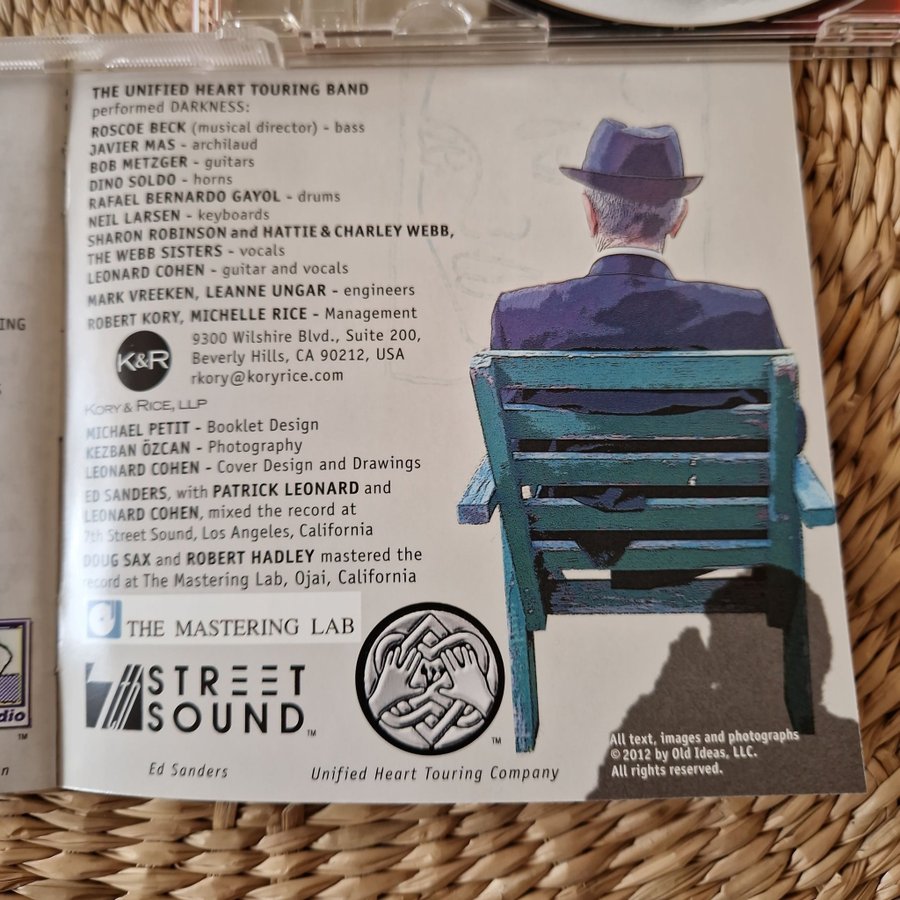 THE UNIFIED HEART TOURING BAND
performed DARKNESS:
ROSCOE BECK (musical director) - bass
JAVIER MAS - archilaud
BOB METZGER - guitars
DINO SOLDO - horns
RAFAEL BERNARDO GAYOL - drums
NEIL LARSEN - keyboards
SHARON ROBINSON and HATTIE & CHARLEY WEBB,
THE WEBB SISTERS - vocals
LEONARD COHEN - guitar and vocals
MARK VREEKEN, LEANNE UNGAR - engineers
ROBERT KORY, MICHELLE RICE - Management
K&R
9300 Wilshire Blvd., Suite 200,
Beverly Hills, CA 90212, USA
rkory@koryrice.com
KORY & RICE, LLP
MICHAEL PETIT - Booklet Design
KEZBAN ÖZCAN - Photography
LEONARD COHEN - Cover Design and Drawings
ED SANDERS, with PATRICK LEONARD and
LEONARD COHEN, mixed the record at
7th Street Sound, Los Angeles, California
DOUG SAX and ROBERT HADLEY mastered the
record at The Mastering Lab, Ojai, California
THE MASTERING LAB
7th STREET
SOUND™
™
Ed Sanders
Unified Heart Touring Company
All text, images and photographs
© 2012 by Old Ideas, LLC.
All rights reserved.
ING
dio
™
n